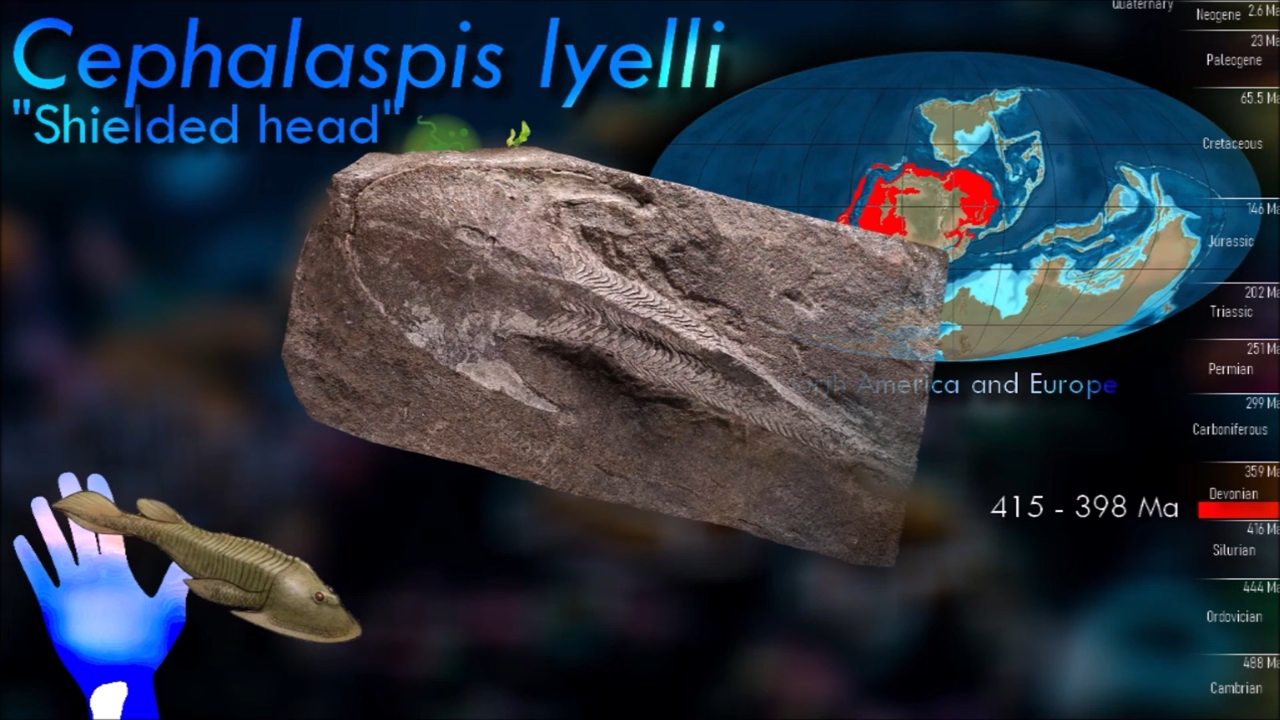 Cephalaspis lyelli
"Shielded head"
America and Europe
415 - 398 Ma
Quaternary
2.6 Ma
Neogene
23 Ma
Paleogene
65.5 Ma
Cretaceous
146 Ma
Jurassic
202 Ma
Triassic
251 Ma
Permian
299 Ma
Carboniferous
359 Ma
Devonian
416 Ma
Silurian
444 Ma
Ordovician
488 Ma
Cambrian